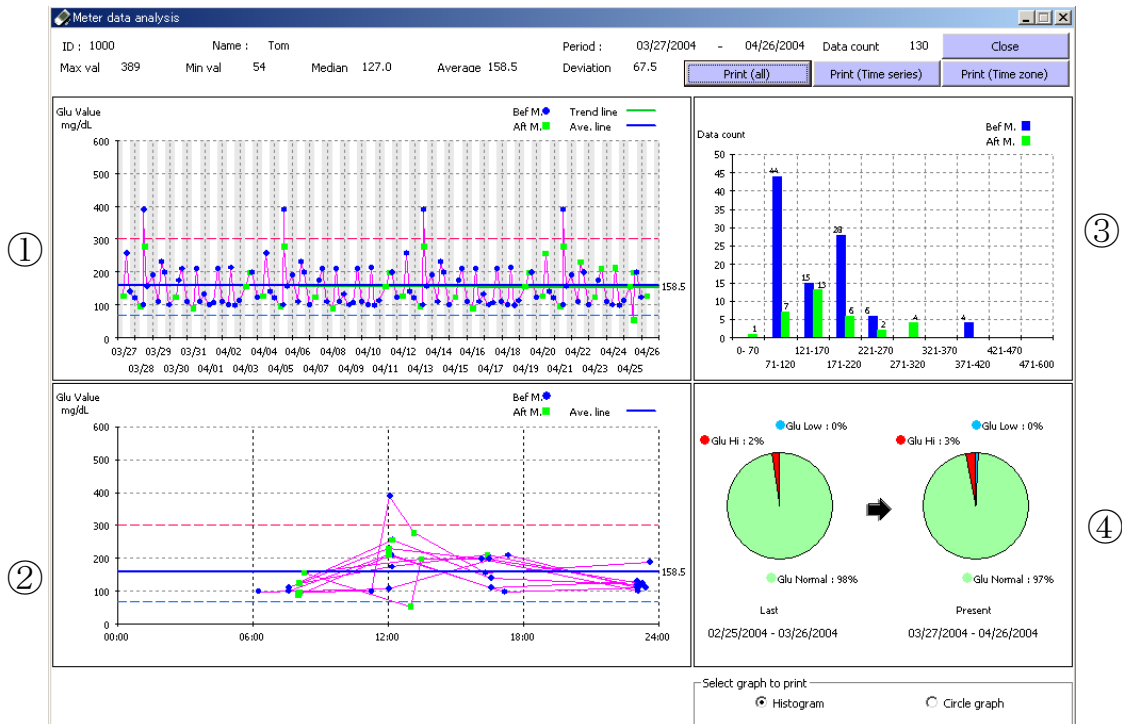 Meter data analysis
ID : 1000 Name : Tom Period : 03/27/2004 - 04/26/2004 Data count 130 Close
Max val 389 Min val 54 Median 127.0 Average 158.5 Deviation 67.5 Print (all) Print (Time series) Print (Time zone)
①
Glu Value
mg/dL
Bef M. Trend line
Aft M. Ave. line
600
500
400
300
200
100
0
158.5
03/27 03/29 03/31 04/02 04/04 04/06 04/08 04/10 04/12 04/14 04/16 04/18 04/20 04/22 04/24 04/26
03/28 03/30 04/01 04/03 04/05 04/07 04/09 04/11 04/13 04/15 04/17 04/19 04/21 04/23 04/25
③
Data count
Bef M.
Aft M.
50
45
40
35
30
25
20
15
10
5
0
1 44 7 15 13 28 6 6 2 4 4
0- 70 121-170 221-270 321-370 421-470
71-120 171-220 271-320 371-420 471-600
②
Glu Value
mg/dL
Bef M.
Aft M. Ave. line
600
500
400
300
200
100
0
158.5
00:00 06:00 12:00 18:00 24:00
④
Glu Low : 0% Glu Low : 0%
Glu Hi : 2% Glu Hi : 3%
Glu Normal : 98% Glu Normal : 97%
Last Present
02/25/2004 - 03/26/2004 03/27/2004 - 04/26/2004
Select graph to print
Histogram Circle graph